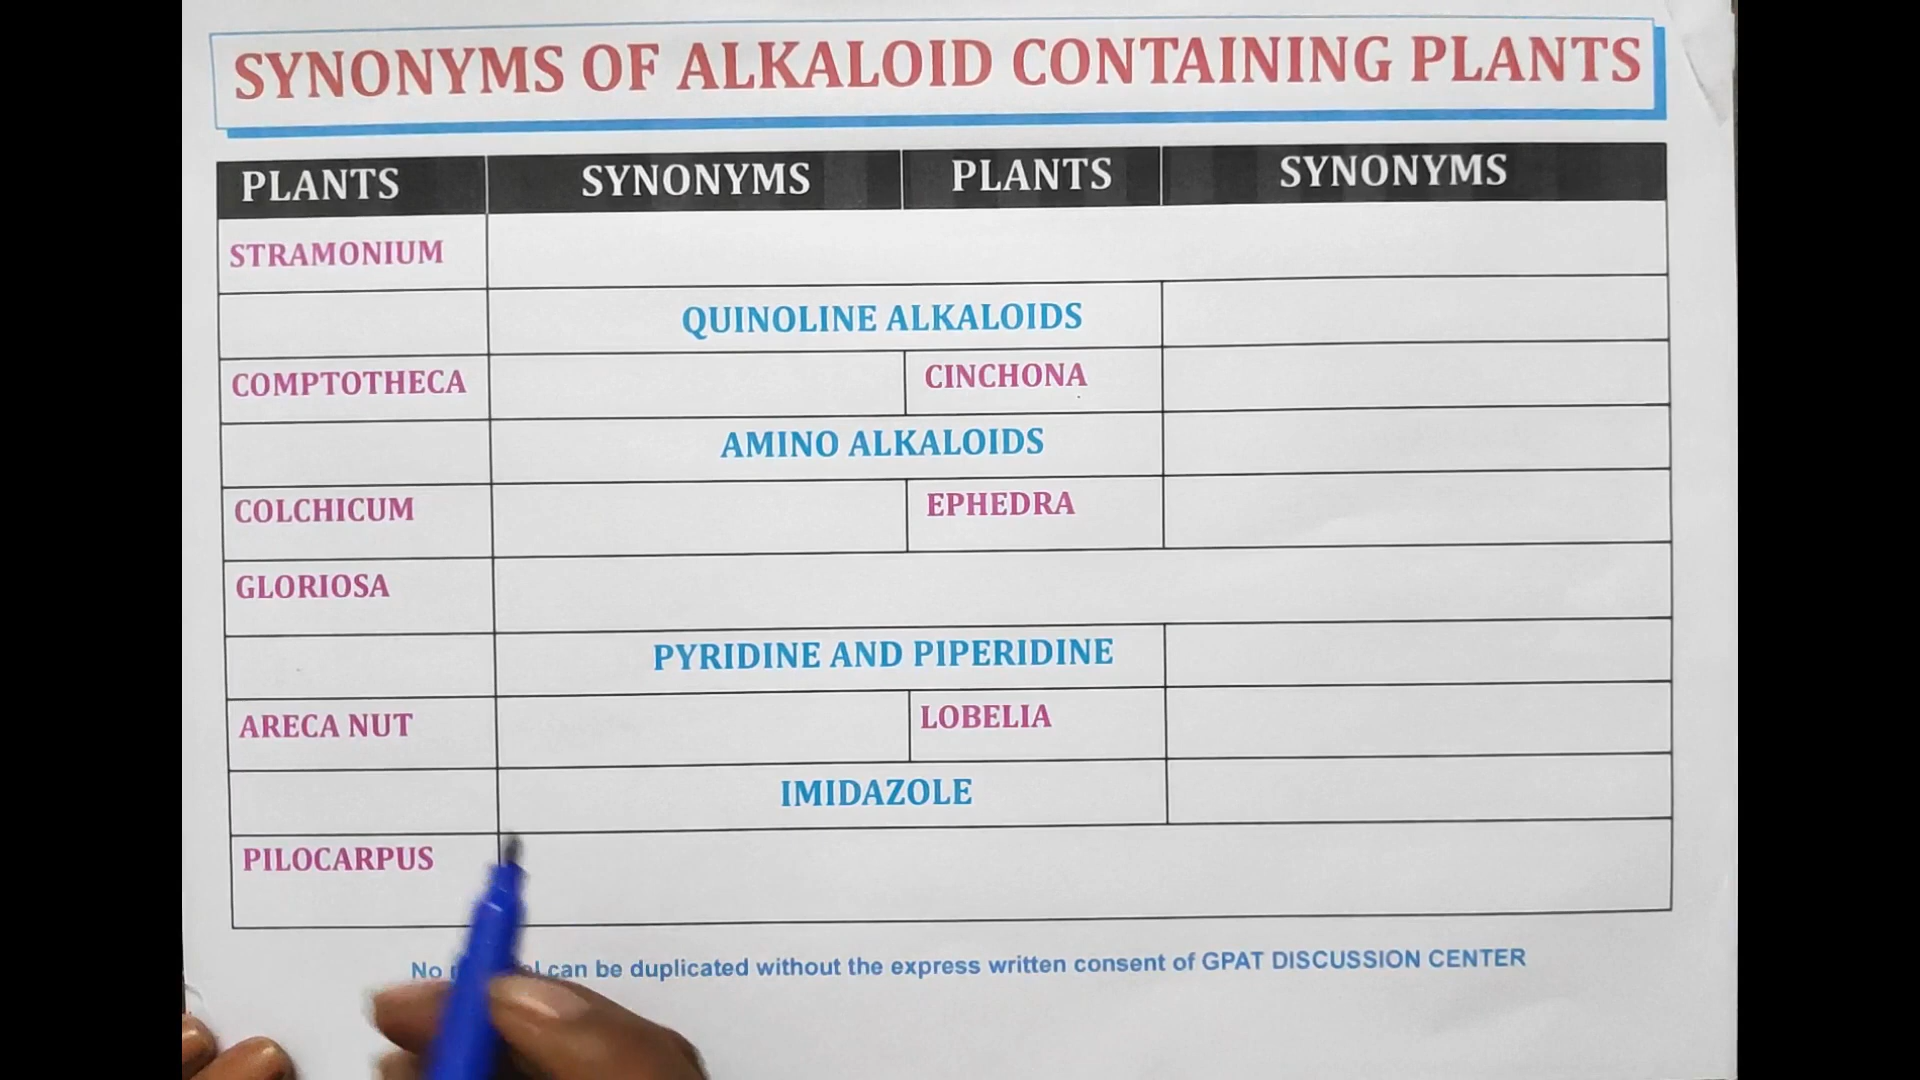 SYNONYMS OF ALKALOID CONTAINING PLANTS
PLANTS SYNONYMS PLANTS SYNONYMS
STRAMONIUM
QUINOLINE ALKALOIDS
COMPTOTHECA CINCHONA
AMINO ALKALOIDS
COLCHICUM EPHEDRA
GLORIOSA
PYRIDINE AND PIPERIDINE
ARECA NUT LOBELIA
IMIDAZOLE
PILOCARPUS
No can be duplicated without the express written consent of GPAT DISCUSSION CENTER